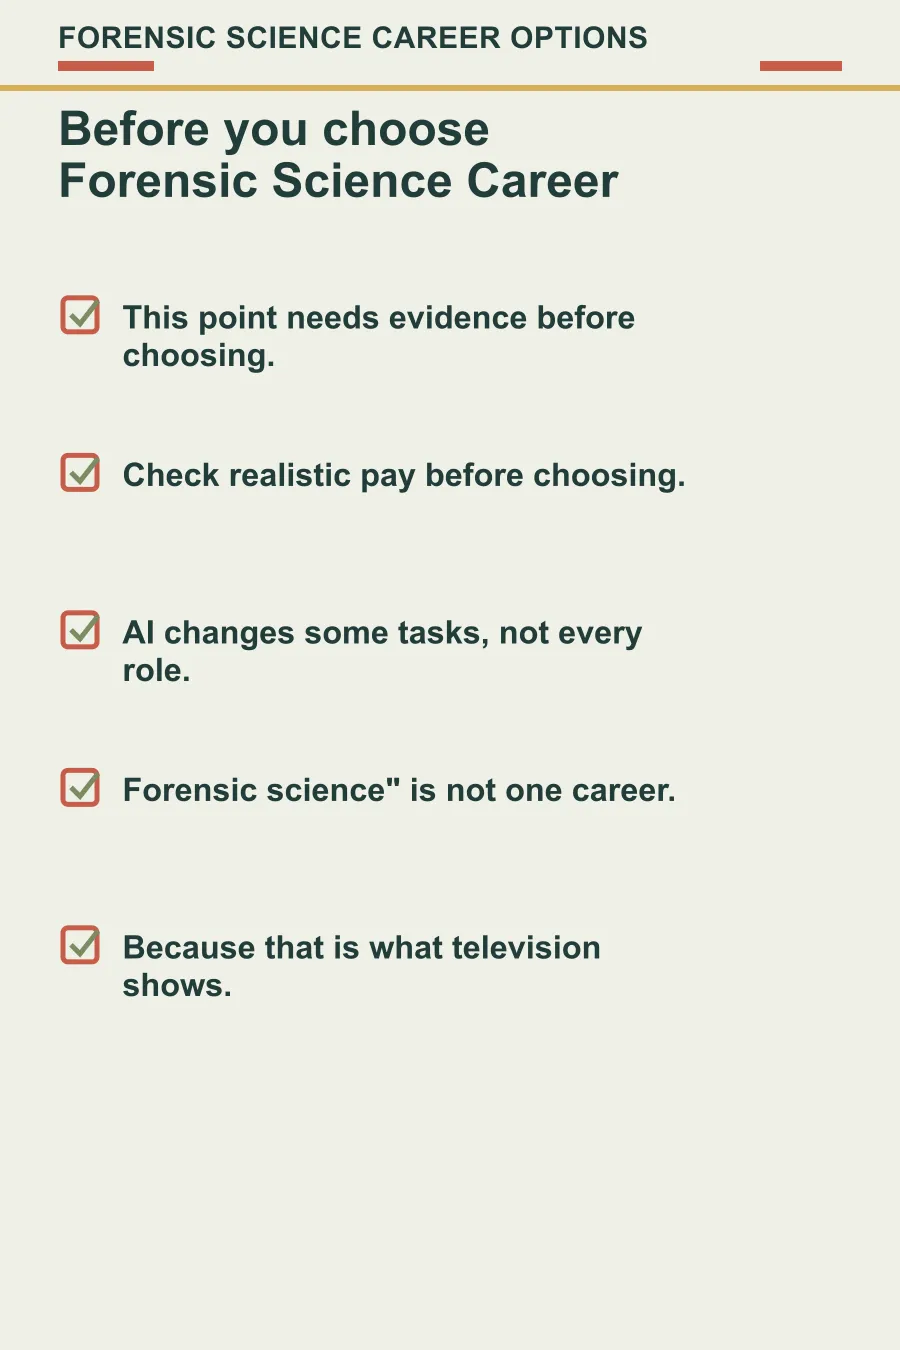 FORENSIC SCIENCE CAREER OPTIONS
Before you choose
Forensic Science Career
This point needs evidence before
choosing.
Check realistic pay before choosing.
AI changes some tasks, not every
role.
Forensic science" is not one career.
Because that is what television
shows.